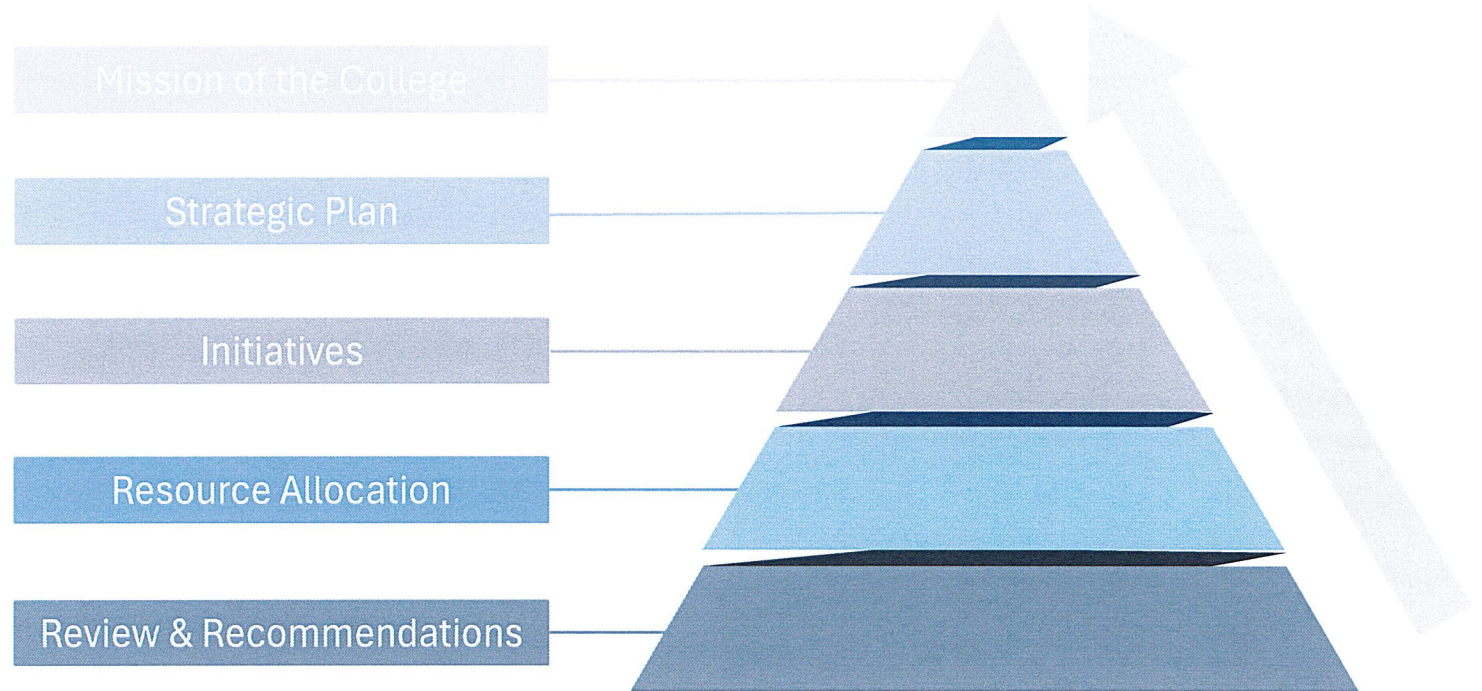 Mission of the College
Strategic Plan
Initiatives
Resource Allocation
Review & Recommendations